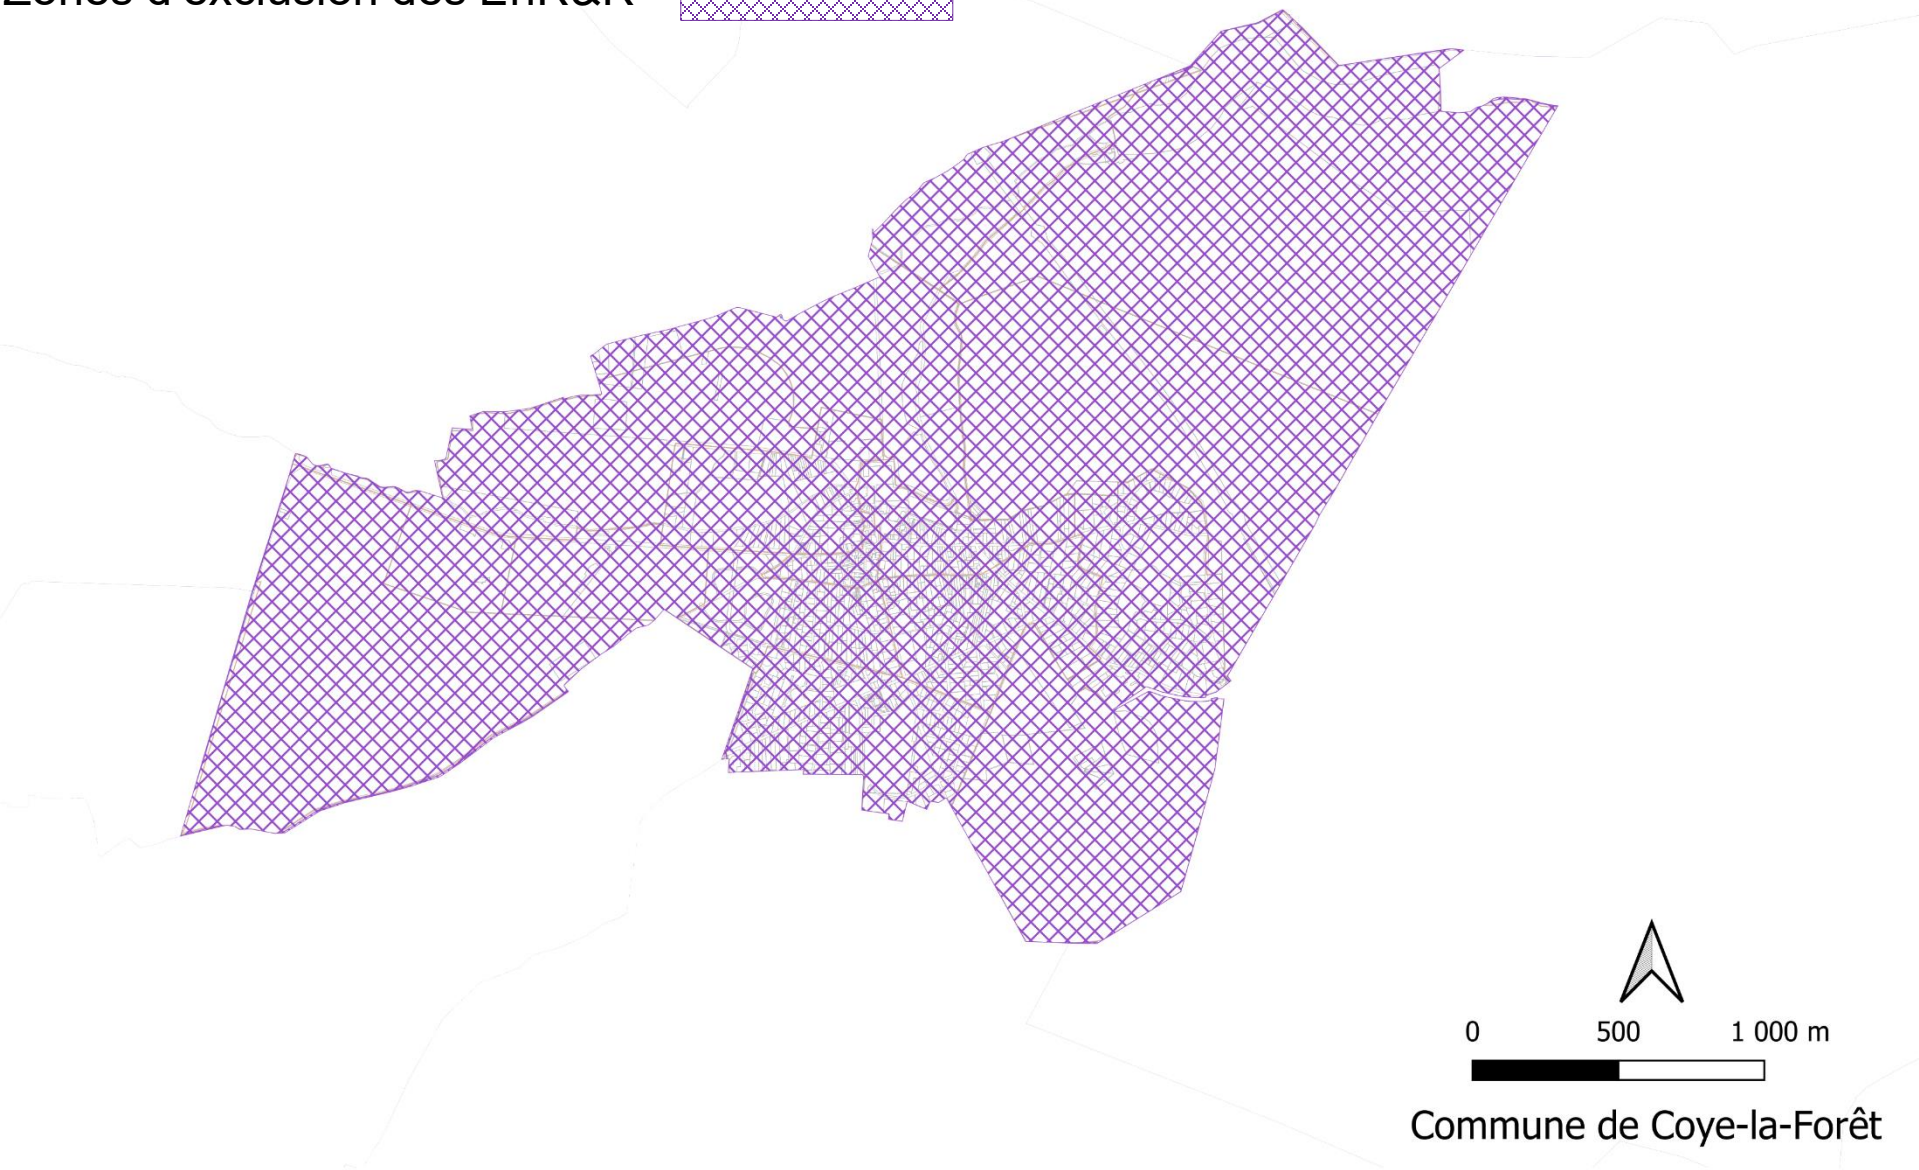 Zones d'exclusion des EnR&R
0 500 1 000 m
Commune de Coye-la-Forêt